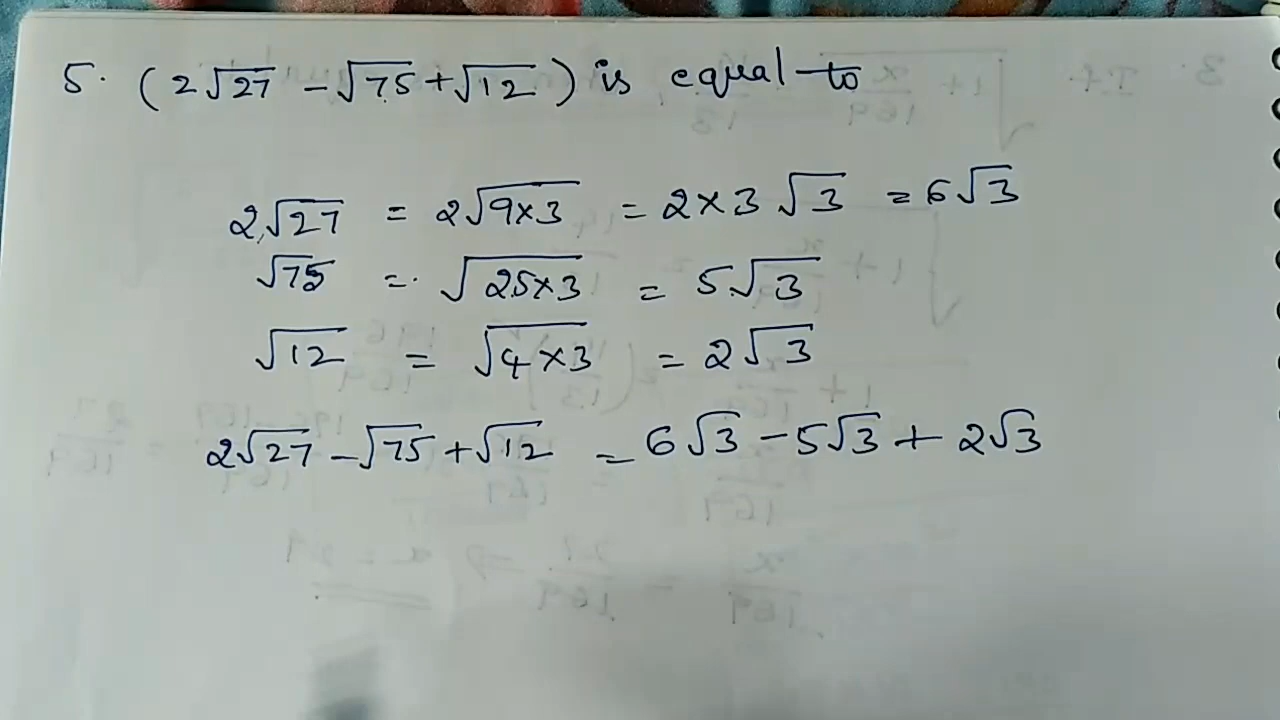 5. (2√27 - √75 + √12) is equal to
2√27 = 2√9×3 = 2×3√3 = 6√3
√75 = √25×3 = 5√3
√12 = √4×3 = 2√3
2√27 - √75 + √12 = 6√3 - 5√3 + 2√3